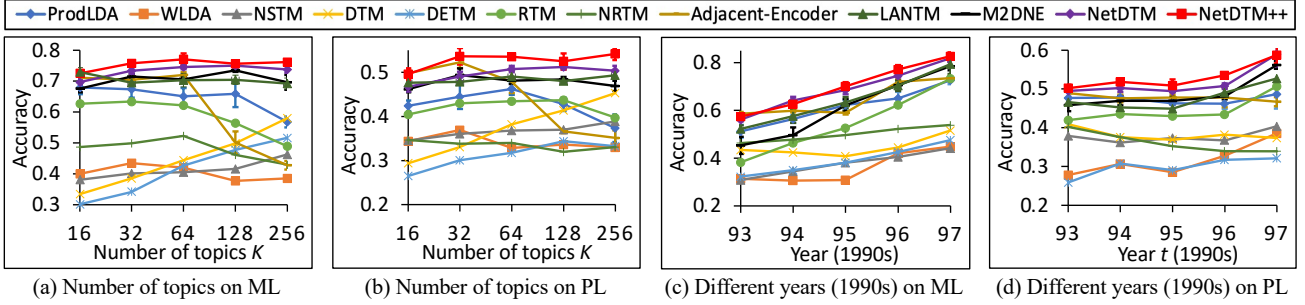 ProdLDA WLDA NSTM DTM DETM RTM NRTM Adjacent-Encoder LANTM M2DNE NetDTM NetDTM++
Accuracy
0.8
0.7
0.6
0.5
0.4
0.3
16 32 64 128 256
Number of topics K
(a) Number of topics on ML
Accuracy
0.5
0.4
0.3
0.2
16 32 64 128 256
Number of topics K
(b) Number of topics on PL
Accuracy
0.8
0.6
0.4
0.2
93 94 95 96 97
Year (1990s)
(c) Different years (1990s) on ML
Accuracy
0.6
0.5
0.4
0.3
0.2
93 94 95 96 97
Year t (1990s)
(d) Different years (1990s) on PL